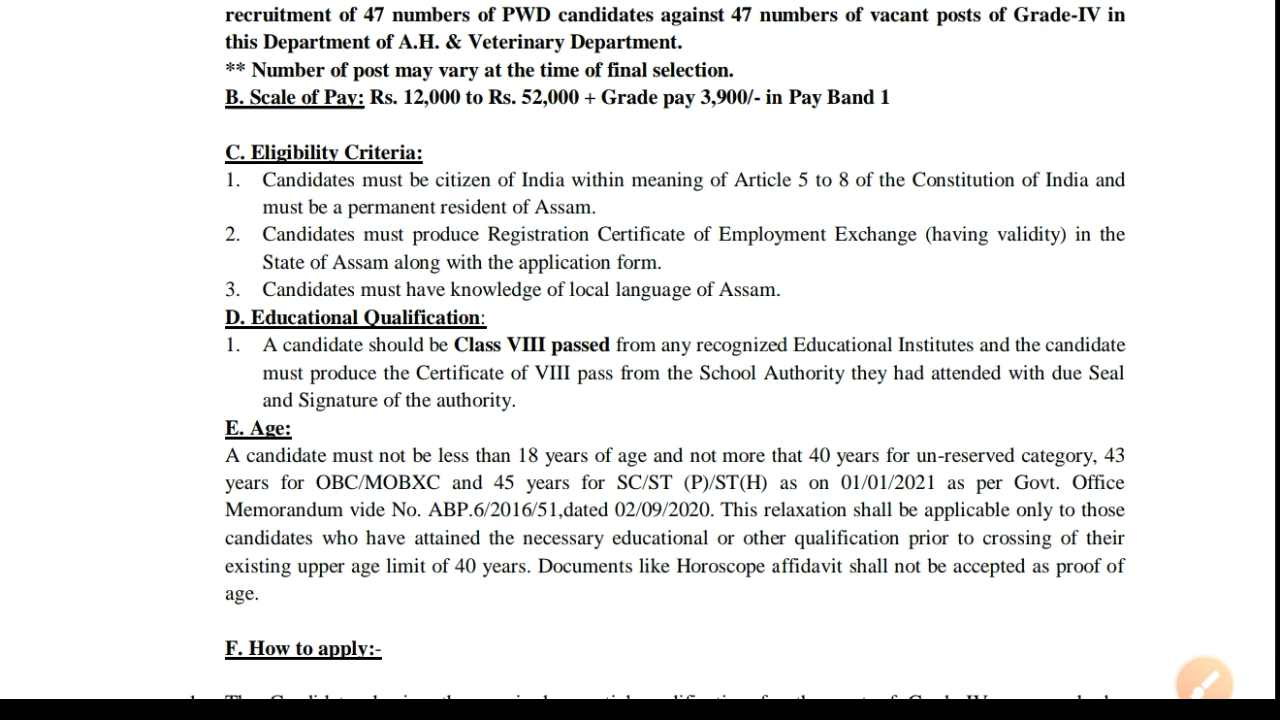 recruitment of 47 numbers of PWD candidates against 47 numbers of vacant posts of Grade-IV in
this Department of A.H. & Veterinary Department.
** Number of post may vary at the time of final selection.
B. Scale of Pay: Rs. 12,000 to Rs. 52,000 + Grade pay 3,900/- in Pay Band 1
C. Eligibility Criteria:
1. Candidates must be citizen of India within meaning of Article 5 to 8 of the Constitution of India and
must be a permanent resident of Assam.
2. Candidates must produce Registration Certificate of Employment Exchange (having validity) in the
State of Assam along with the application form.
3. Candidates must have knowledge of local language of Assam.
D. Educational Qualification:
1. A candidate should be Class VIII passed from any recognized Educational Institutes and the candidate
must produce the Certificate of VIII pass from the School Authority they had attended with due Seal
and Signature of the authority.
E. Age:
A candidate must not be less than 18 years of age and not more that 40 years for un-reserved category, 43
years for OBC/MOBXC and 45 years for SC/ST (P)/ST(H) as on 01/01/2021 as per Govt. Office
Memorandum vide No. ABP.6/2016/51,dated 02/09/2020. This relaxation shall be applicable only to those
candidates who have attained the necessary educational or other qualification prior to crossing of their
existing upper age limit of 40 years. Documents like Horoscope affidavit shall not be accepted as proof of
age.
F. How to apply:-